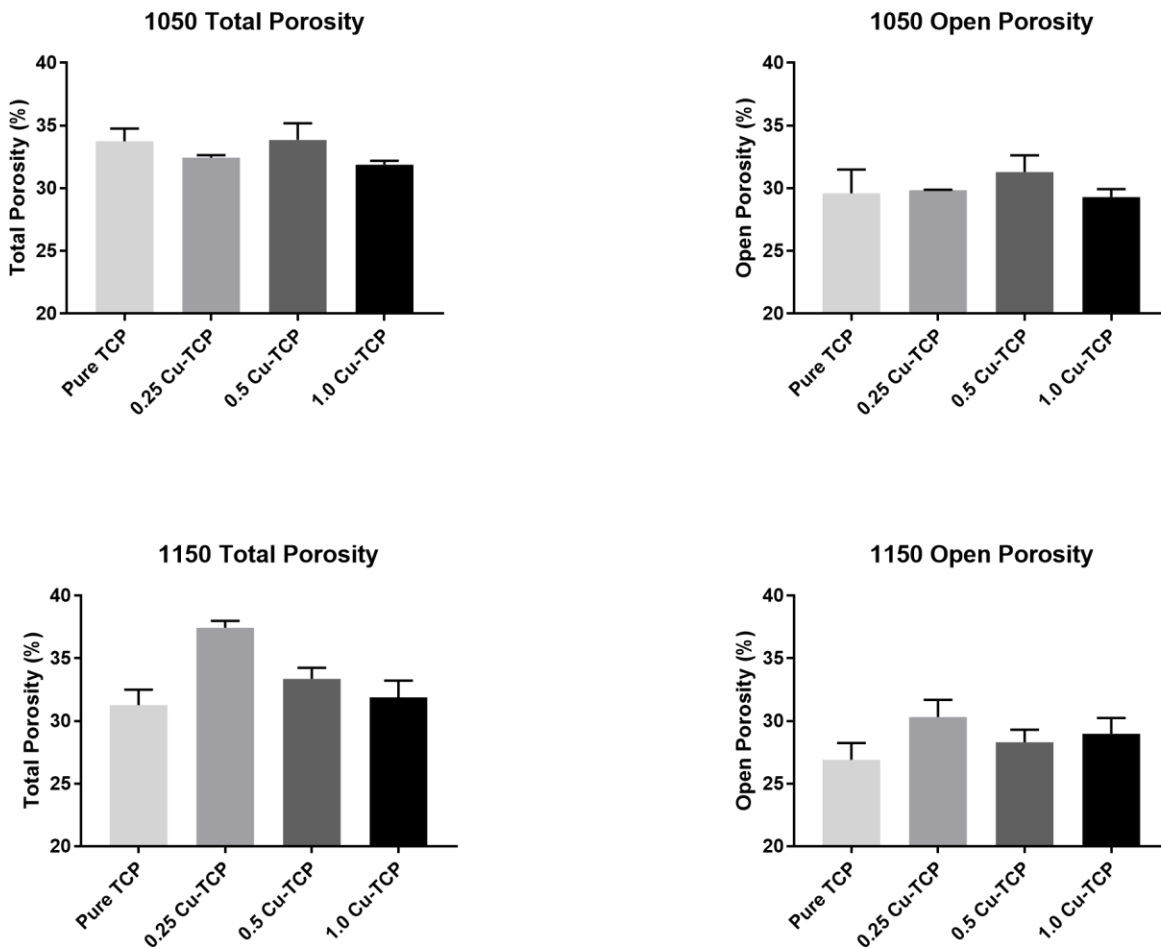 1050 Total Porosity
Total Porosity (%)
40
35
30
25
20
Pure TCP
0.25 Cu-TCP
0.5 Cu-TCP
1.0 Cu-TCP
1050 Open Porosity
Open Porosity (%)
40
35
30
25
20
Pure TCP
0.25 Cu-TCP
0.5 Cu-TCP
1.0 Cu-TCP
1150 Total Porosity
Total Porosity (%)
40
35
30
25
20
Pure TCP
0.25 Cu-TCP
0.5 Cu-TCP
1.0 Cu-TCP
1150 Open Porosity
Open Porosity (%)
40
35
30
25
20
Pure TCP
0.25 Cu-TCP
0.5 Cu-TCP
1.0 Cu-TCP